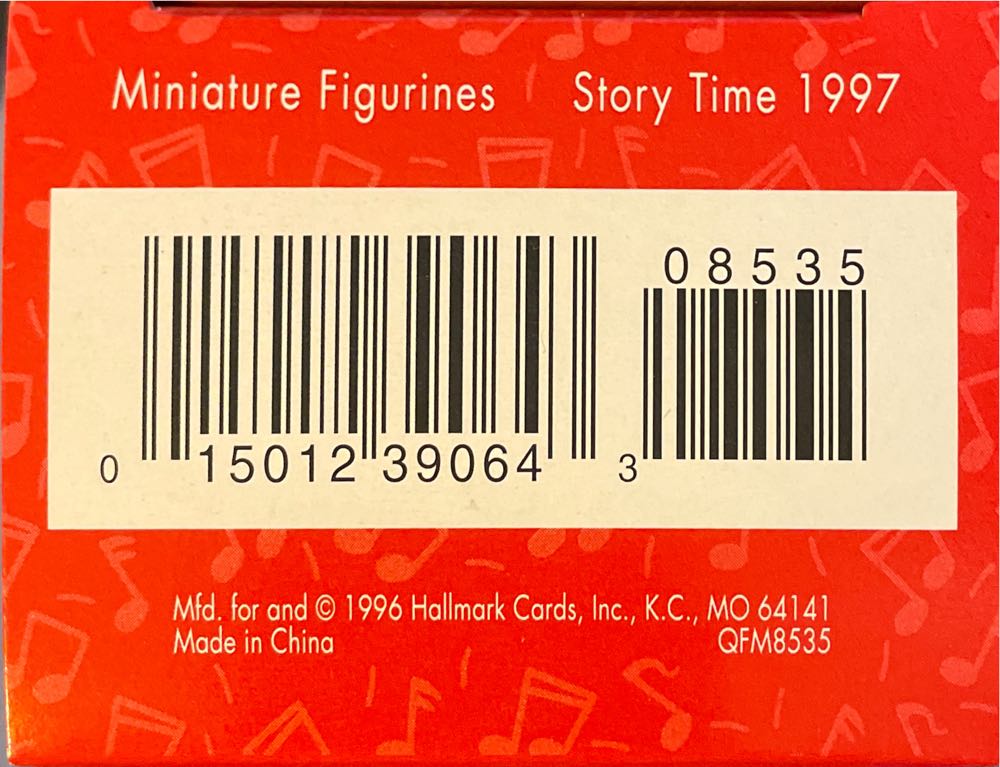 Miniature Figurines Story Time 1997
08535
0 15012 39064 3
Mfd. for and © 1996 Hallmark Cards, Inc., K.C., MO 64141
Made in China QFM8535